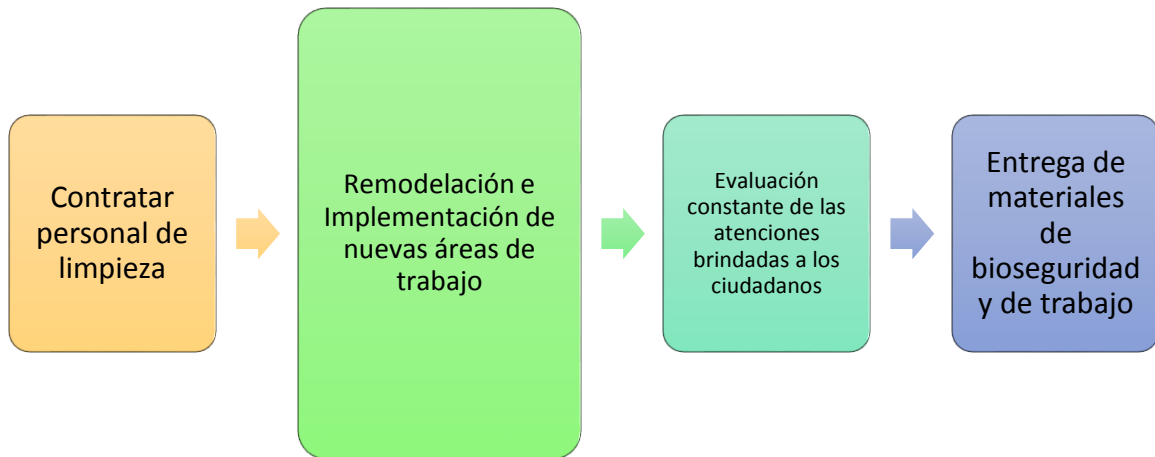 Contratar
personal de
limpieza
Remodelación e
Implementación de
nuevas áreas de
trabajo
Evaluación
constante de las
atenciones
brindadas a los
ciudadanos
Entrega de
materiales
de
bioseguridad
y de trabajo